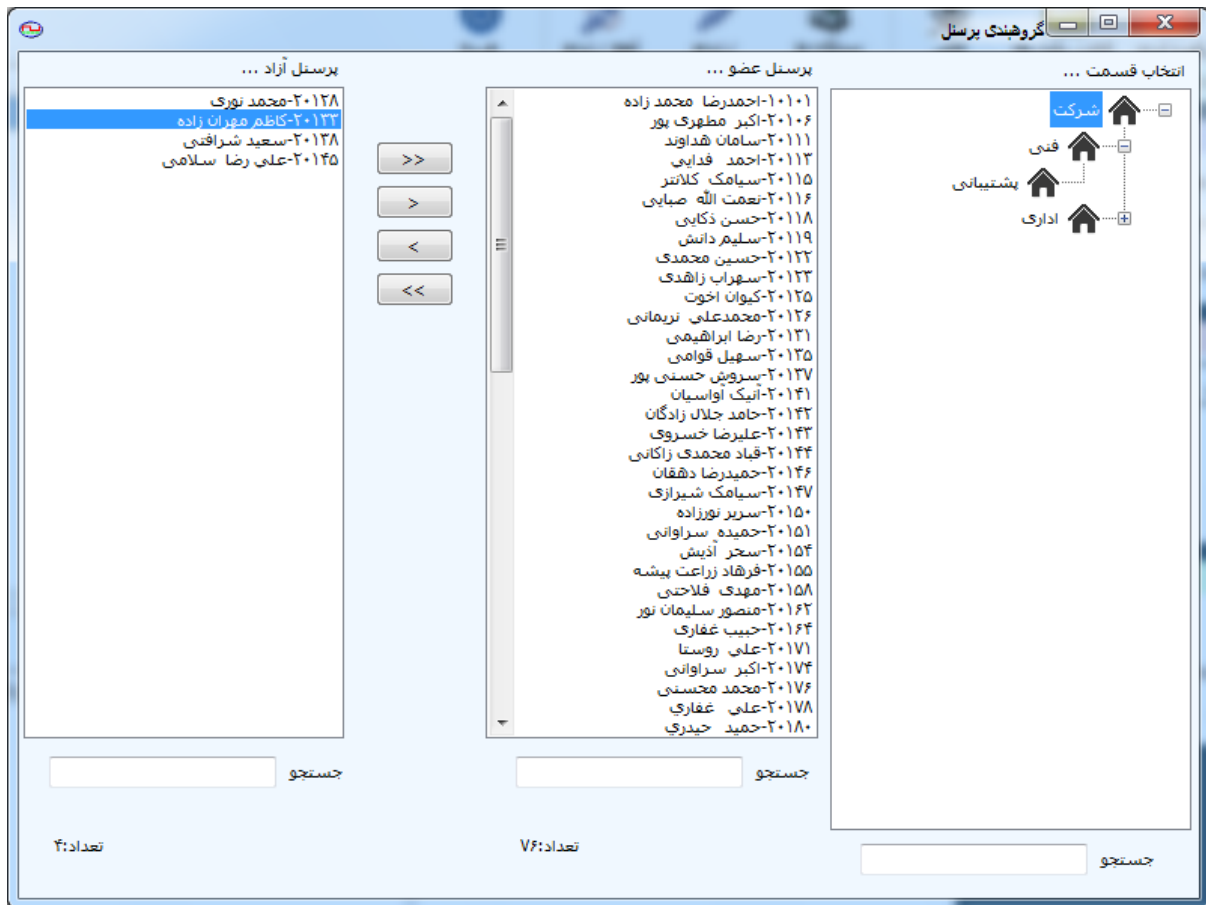 گروهبندی پرسنل
انتخاب قسمت ...
شرکت
فنی
پشتیبانی
اداری
جستجو
پرسنل عضو ...
۱۰۱۰۱-احمدرضا محمد زاده
۲۰۱۰۶-اکبر مطهری پور
۲۰۱۱۱-سامان هداوند
۲۰۱۱۳-احمد فدایی
۲۰۱۱۵-سیامک کلانتر
۲۰۱۱۶-نعمت الله صبایی
۲۰۱۱۸-حسن ذکایی
۲۰۱۱۹-سلیم دانش
۲۰۱۲۲-حسین محمدی
۲۰۱۲۳-سهراب زاهدی
۲۰۱۲۵-کیوان اخوت
۲۰۱۲۶-محمدعلی نریمانی
۲۰۱۳۱-رضا ابراهیمی
۲۰۱۳۵-سهیل قوامی
۲۰۱۳۷-سروش حسنی پور
۲۰۱۴۱-آنیک آواسیان
۲۰۱۴۲-حامد جلال زادگان
۲۰۱۴۳-علیرضا خسروی
۲۰۱۴۴-قباد محمدی زاکانی
۲۰۱۴۶-حمیدرضا دهقان
۲۰۱۴۷-سیامک شیرازی
۲۰۱۵۰-سریر نورزاده
۲۰۱۵۱-حمیده سراوانی
۲۰۱۵۴-سحر آذیش
۲۰۱۵۵-فرهاد زراعت پیشه
۲۰۱۵۸-مهدی فلاحتی
۲۰۱۶۲-منصور سلیمان نور
۲۰۱۶۴-حبیب غفاری
۲۰۱۷۱-علی روستا
۲۰۱۷۴-اکبر سراوانی
۲۰۱۷۶-محمد محسنی
۲۰۱۷۸-علی غفاري
۲۰۱۸۰-حمید حیدري
جستجو
تعداد:۷۶
>>
>
<
<<
پرسنل آزاد ...
۲۰۱۲۸-محمد نوری
۲۰۱۳۳-کاظم مهران زاده
۲۰۱۳۸-سعید شرافتی
۲۰۱۴۵-علی رضا سلامی
جستجو
تعداد:۴